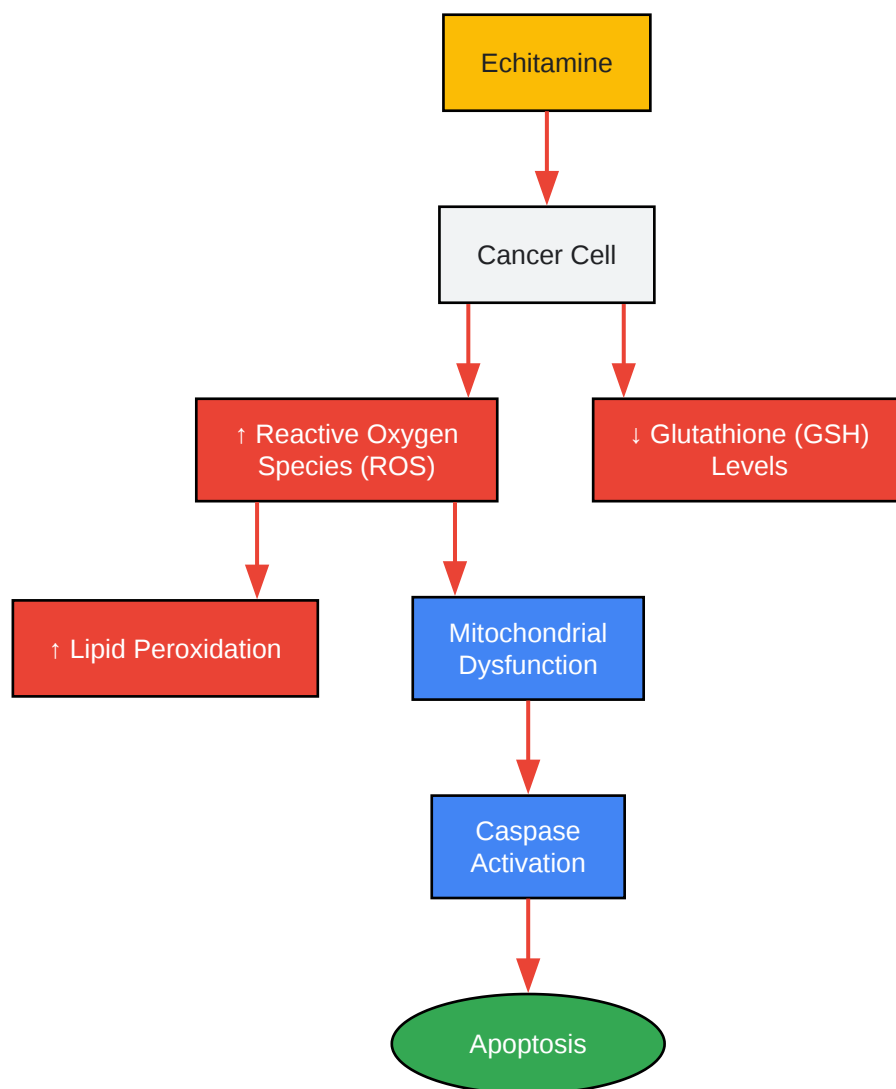 Echitamine
Cancer Cell
↑ Reactive Oxygen
Species (ROS)
↓ Glutathione (GSH)
Levels
↑ Lipid Peroxidation
Mitochondrial
Dysfunction
Caspase
Activation
Apoptosis